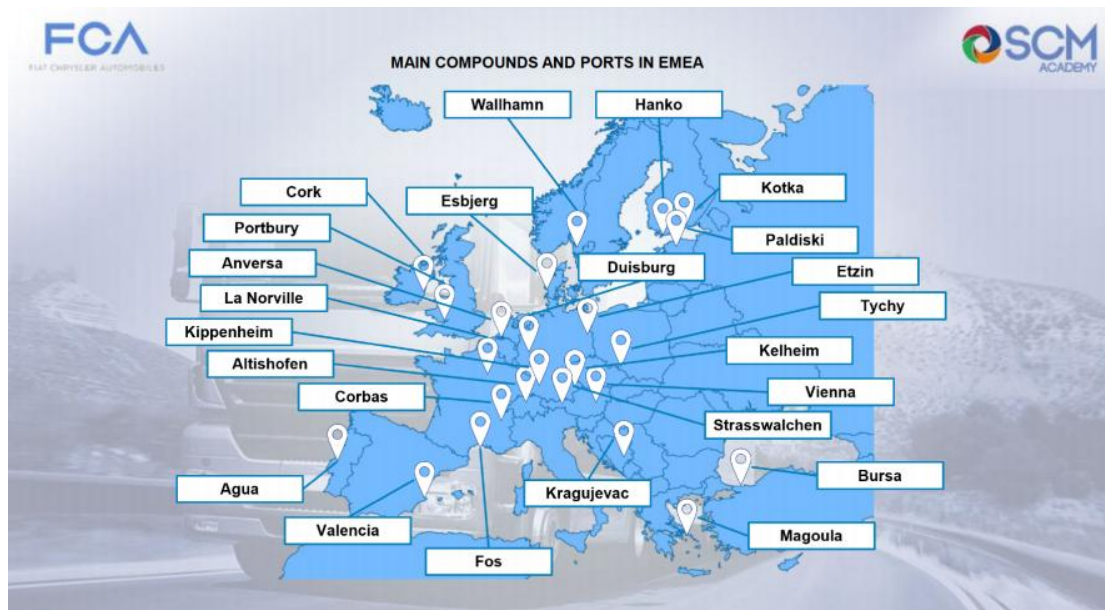 FCA
FIAT CHRYSLER AUTOMOBILES
SCM
ACADEMY
MAIN COMPOUNDS AND PORTS IN EMEA
Wallhamn
Hanko
Cork
Esbjerg
Kotka
Portbury
Paldiski
Anversa
Duisburg
Etzin
La Norville
Tychy
Kippenheim
Kelheim
Altishofen
Vienna
Corbas
Strasswalchen
Agua
Kragujevac
Bursa
Valencia
Magoula
Fos